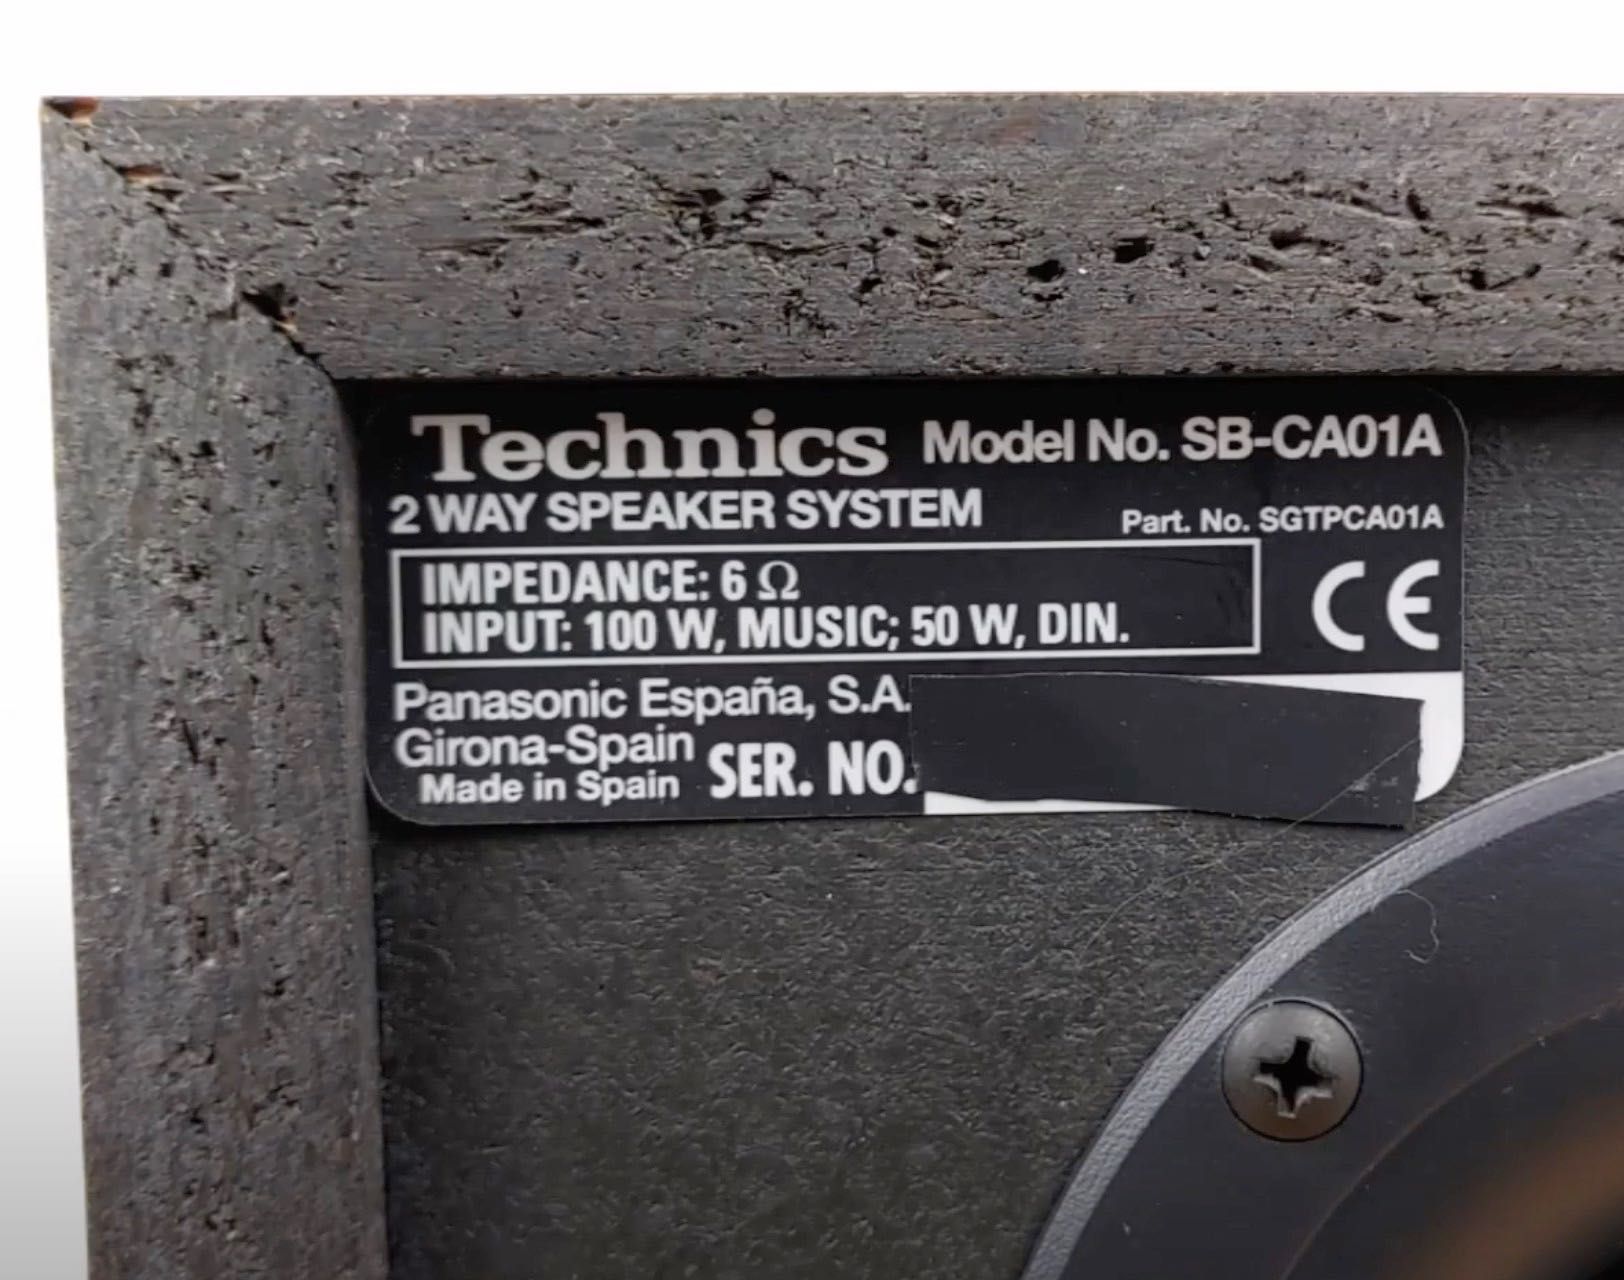 Technics Model No. SB-CA01A
2 WAY SPEAKER SYSTEM Part. No. SGTPCA01A
IMPEDANCE: 6 Ω
INPUT: 100 W, MUSIC; 50 W, DIN.
CE
Panasonic España, S.A.
Girona-Spain
Made in Spain SER. NO.